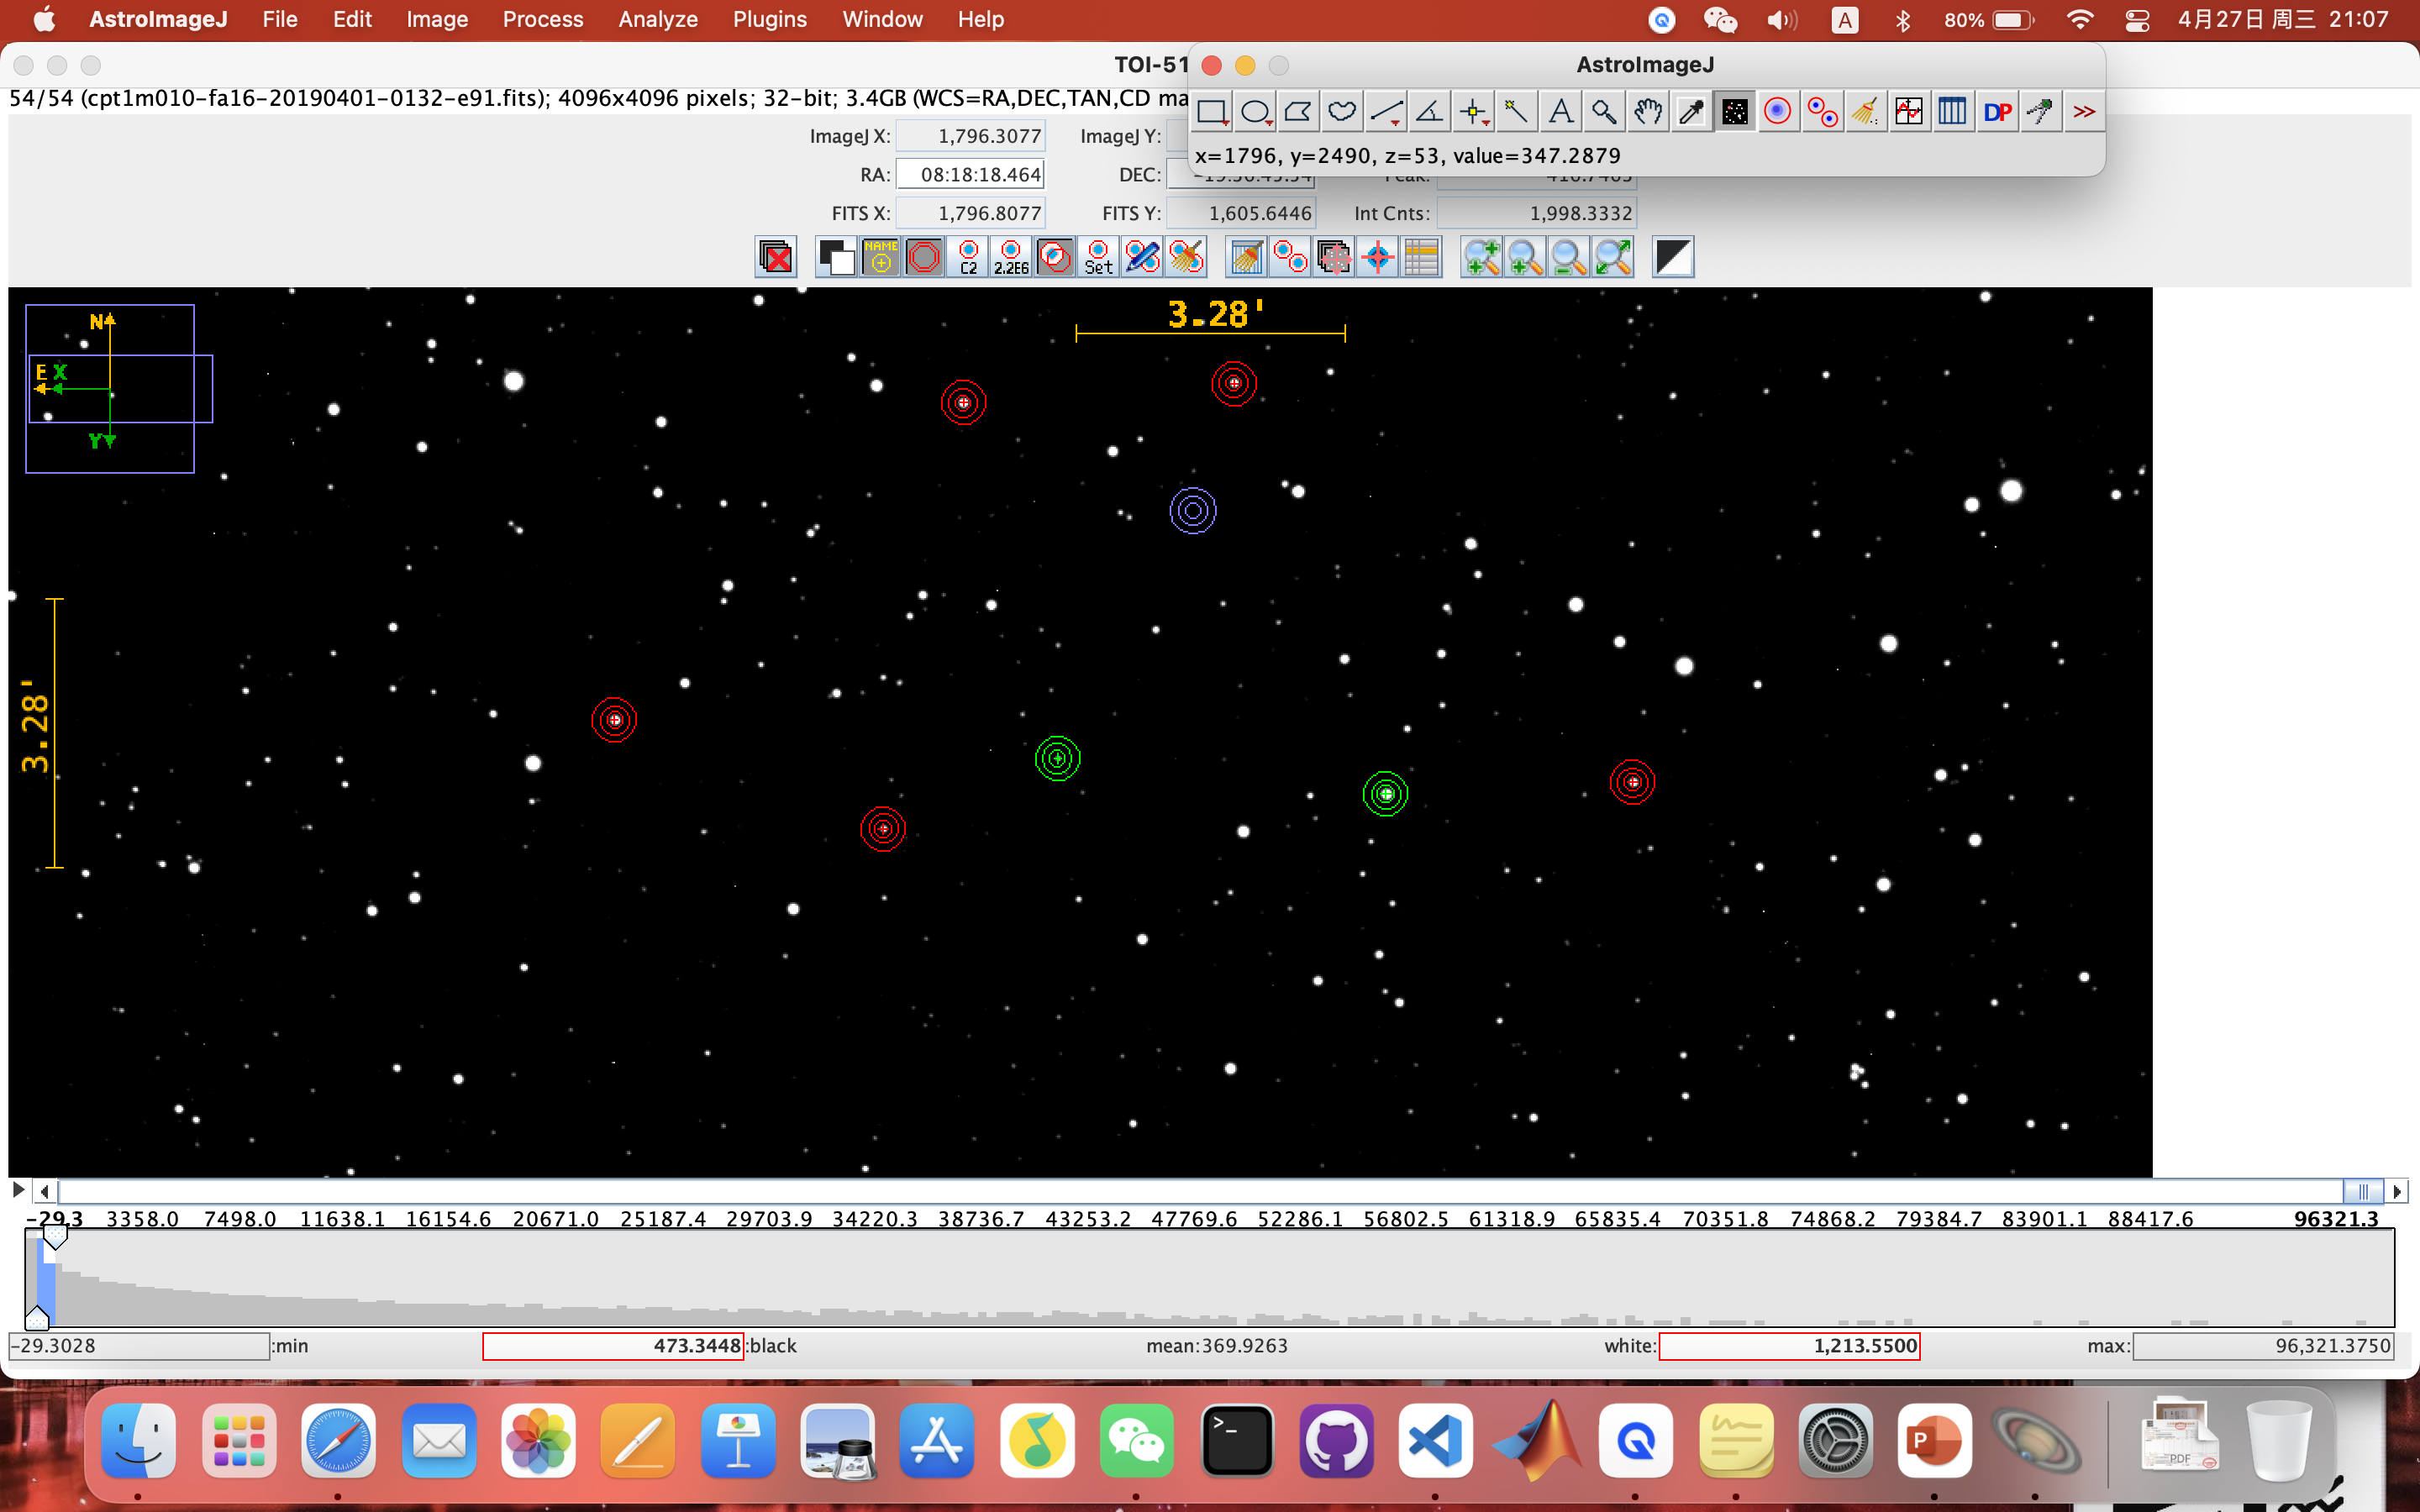 AstroImageJ File Edit Image Process Analyze Plugins Window Help A 80% 4月27日 周三 21:07
TOI-51
AstroImageJ
54/54 (cpt1m010-fa16-20190401-0132-e91.fits); 4096x4096 pixels; 32-bit; 3.4GB (WCS=RA,DEC,TAN,CD ma
A DP >>
ImageJ X: 1,796.3077 ImageJ Y:
x=1796, y=2490, z=53, value=347.2879
RA: 08:18:18.464 DEC:
FITS X: 1,796.8077 FITS Y: 1,605.6446 Int Cnts: 1,998.3332
NAME C2 2.2E6 Set
3.28'
N
E X
Y
3.28'
-29.3 3358.0 7498.0 11638.1 16154.6 20671.0 25187.4 29703.9 34220.3 38736.7 43253.2 47769.6 52286.1 56802.5 61318.9 65835.4 70351.8 74868.2 79384.7 83901.1 88417.6 96321.3
-29.3028 :min 473.3448 :black mean:369.9263 white: 1,213.5500 max: 96,321.3750
>_
P
PDF